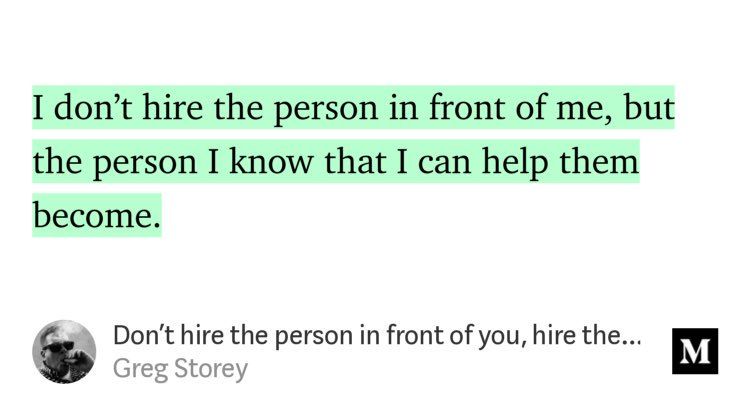 I don’t hire the person in front of me, but
the person I know that I can help them
become.
Don’t hire the person in front of you, hire the...
Greg Storey
M